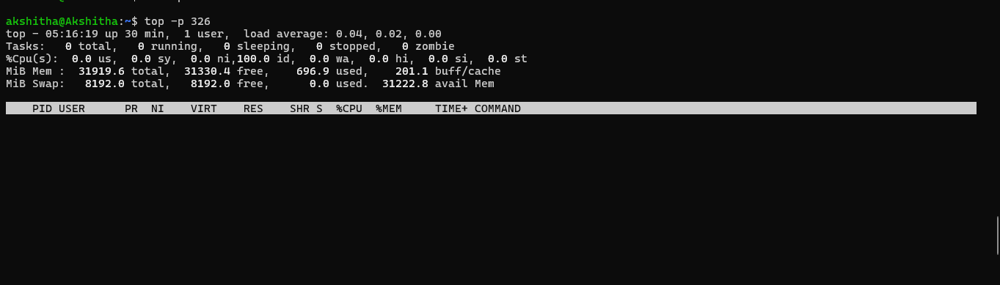 akshitha@Akshitha:~$ top -p 326
top - 05:16:19 up 30 min,  1 user,  load average: 0.04, 0.02, 0.00
Tasks:   0 total,   0 running,   0 sleeping,   0 stopped,   0 zombie
%Cpu(s):  0.0 us,  0.0 sy,  0.0 ni,100.0 id,  0.0 wa,  0.0 hi,  0.0 si,  0.0 st
MiB Mem :  31919.6 total,  31330.4 free,    696.9 used,    201.1 buff/cache
MiB Swap:   8192.0 total,   8192.0 free,      0.0 used.  31222.8 avail Mem
    PID USER      PR  NI    VIRT    RES    SHR S  %CPU  %MEM     TIME+ COMMAND